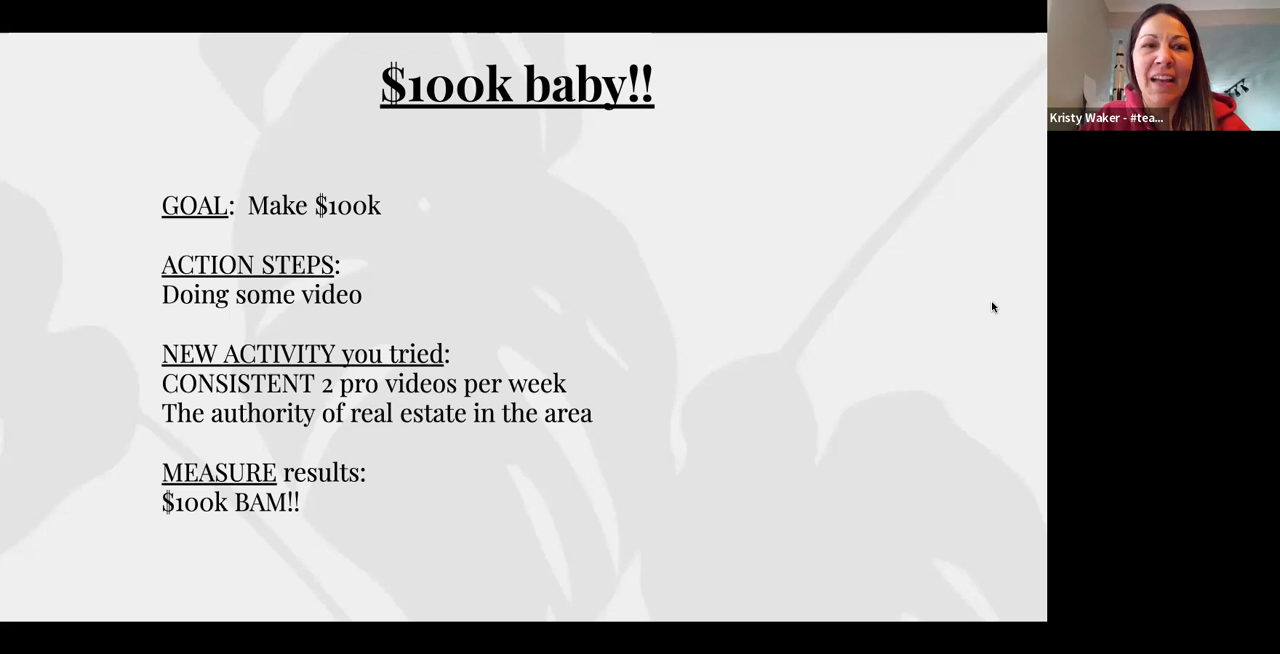 $100k baby!!
Kristy Waker - #tea...
GOAL: Make $100k
ACTION STEPS:
Doing some video
NEW ACTIVITY you tried:
CONSISTENT 2 pro videos per week
The authority of real estate in the area
MEASURE results:
$100k BAM!!